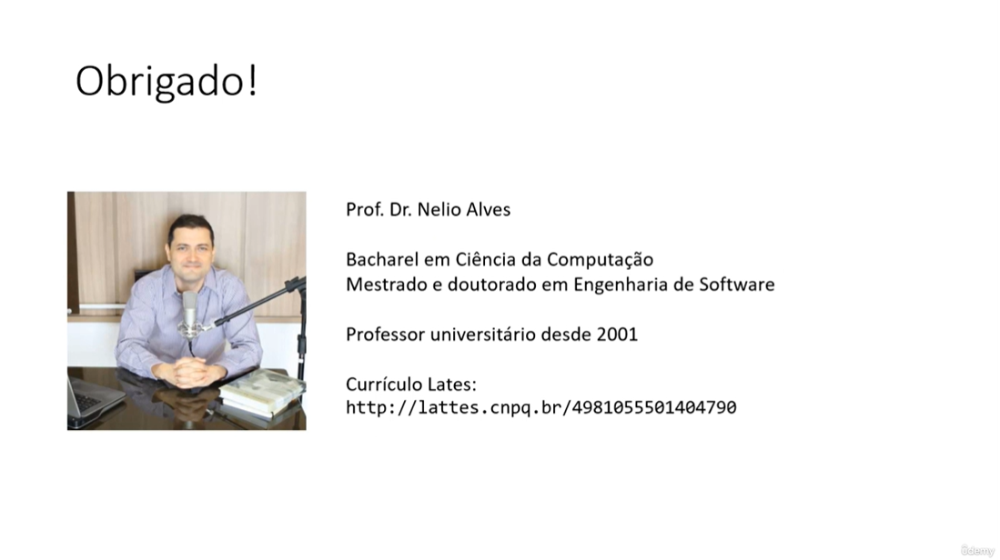 Obrigado!
Prof. Dr. Nelio Alves
Bacharel em Ciência da Computação
Mestrado e doutorado em Engenharia de Software
Professor universitário desde 2001
Currículo Lates:
http://lattes.cnpq.br/4981055501404790
ûdemy